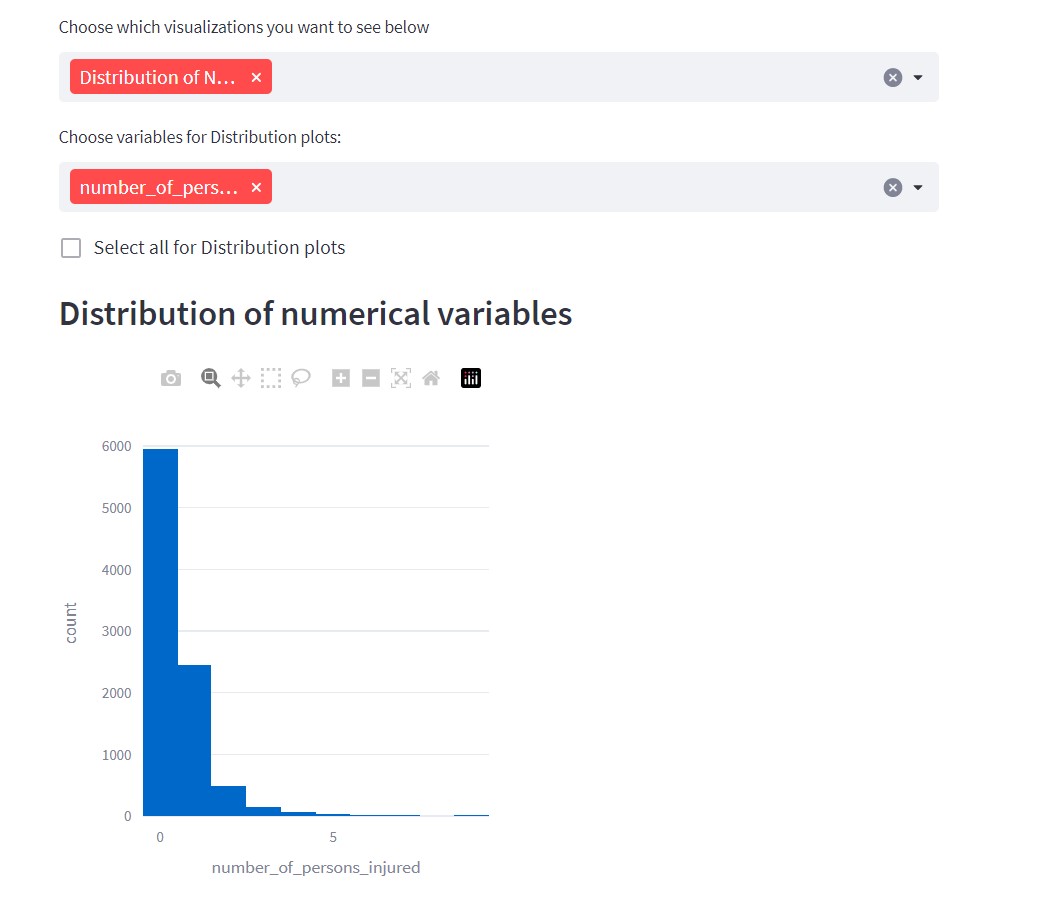 Choose which visualizations you want to see below
Distribution of N...
Choose variables for Distribution plots:
number_of_pers...
Select all for Distribution plots
Distribution of numerical variables
6000
5000
4000
3000
2000
1000
0
count
0 5
number_of_persons_injured